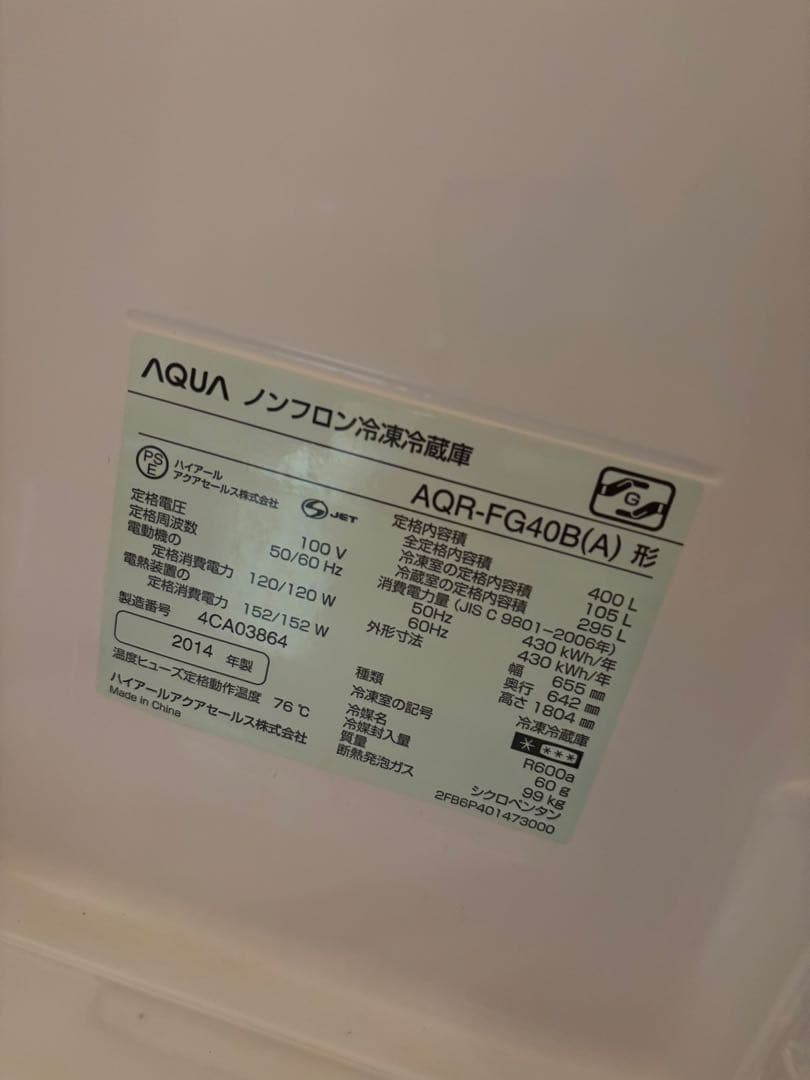 AQUA ノンフロン冷凍冷蔵庫
AQR-FG40B(A) 形
G
PS
E
ハイアール
アクアセールス株式会社
S JET
定格電圧 100 V
定格周波数 50/60 Hz
電動機の
定格消費電力 120/120 W
電熱装置の
定格消費電力 152/152 W
製造番号 4CA03864
2014 年製
温度ヒューズ定格動作温度 76 ℃
ハイアールアクアセールス株式会社
Made in China
定格内容積
全定格内容積 400 L
冷凍室の定格内容積 105 L
冷蔵室の定格内容積 295 L
消費電力量 (JIS C 9801-2006年)
50Hz 430 kWh/年
60Hz 430 kWh/年
外形寸法 幅 655 mm
奥行 642 mm
高さ 1804 mm
種類 冷凍冷蔵庫
冷凍室の記号 * ***
冷媒名 R600a
冷媒封入量 60 g
質量 99 kg
断熱発泡ガス シクロペンタン
2FB6P401473000